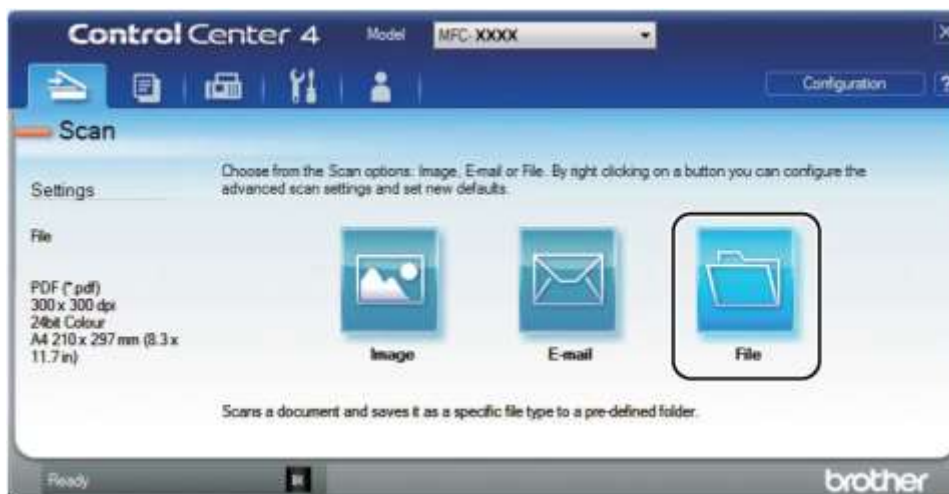 Control Center 4
Model
MFC-XXXX
X
Configuration
?
Scan
Settings
Choose from the Scan options: Image, E-mail or File. By right clicking on a button you can configure the
advanced scan settings and set new defaults.
File
PDF (*.pdf)
300 x 300 dpi
24bit Colour
A4 210 x 297 mm (8.3 x
11.7 in)
Image
E-mail
File
Scans a document and saves it as a specific file type to a pre-defined folder.
Ready
brother